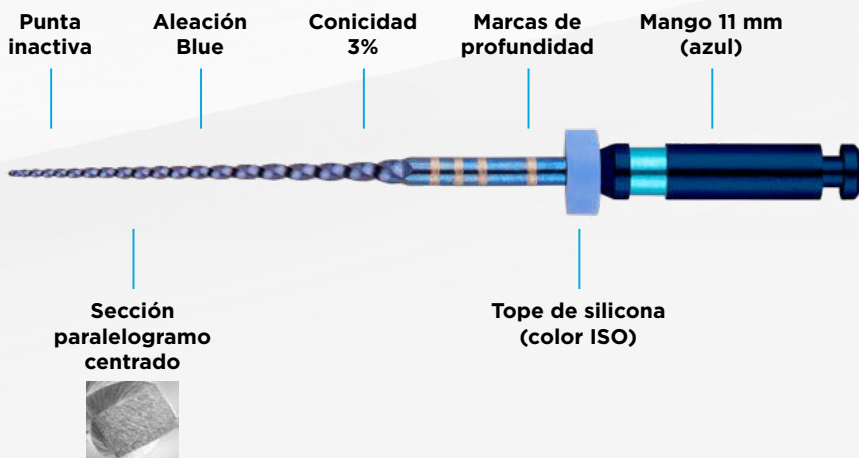 Punta
inactiva
Aleación
Blue
Conicidad
3%
Marcas de
profundidad
Mango 11 mm
(azul)
Sección
paralelogramo
centrado
Tope de silicona
(color ISO)